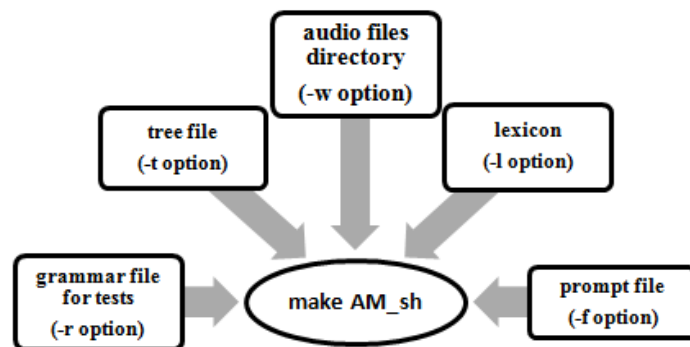 audio files
directory
(-w option)
tree file
(-t option)
lexicon
(-l option)
grammar file
for tests
(-r option)
make AM_sh
prompt file
(-f option)